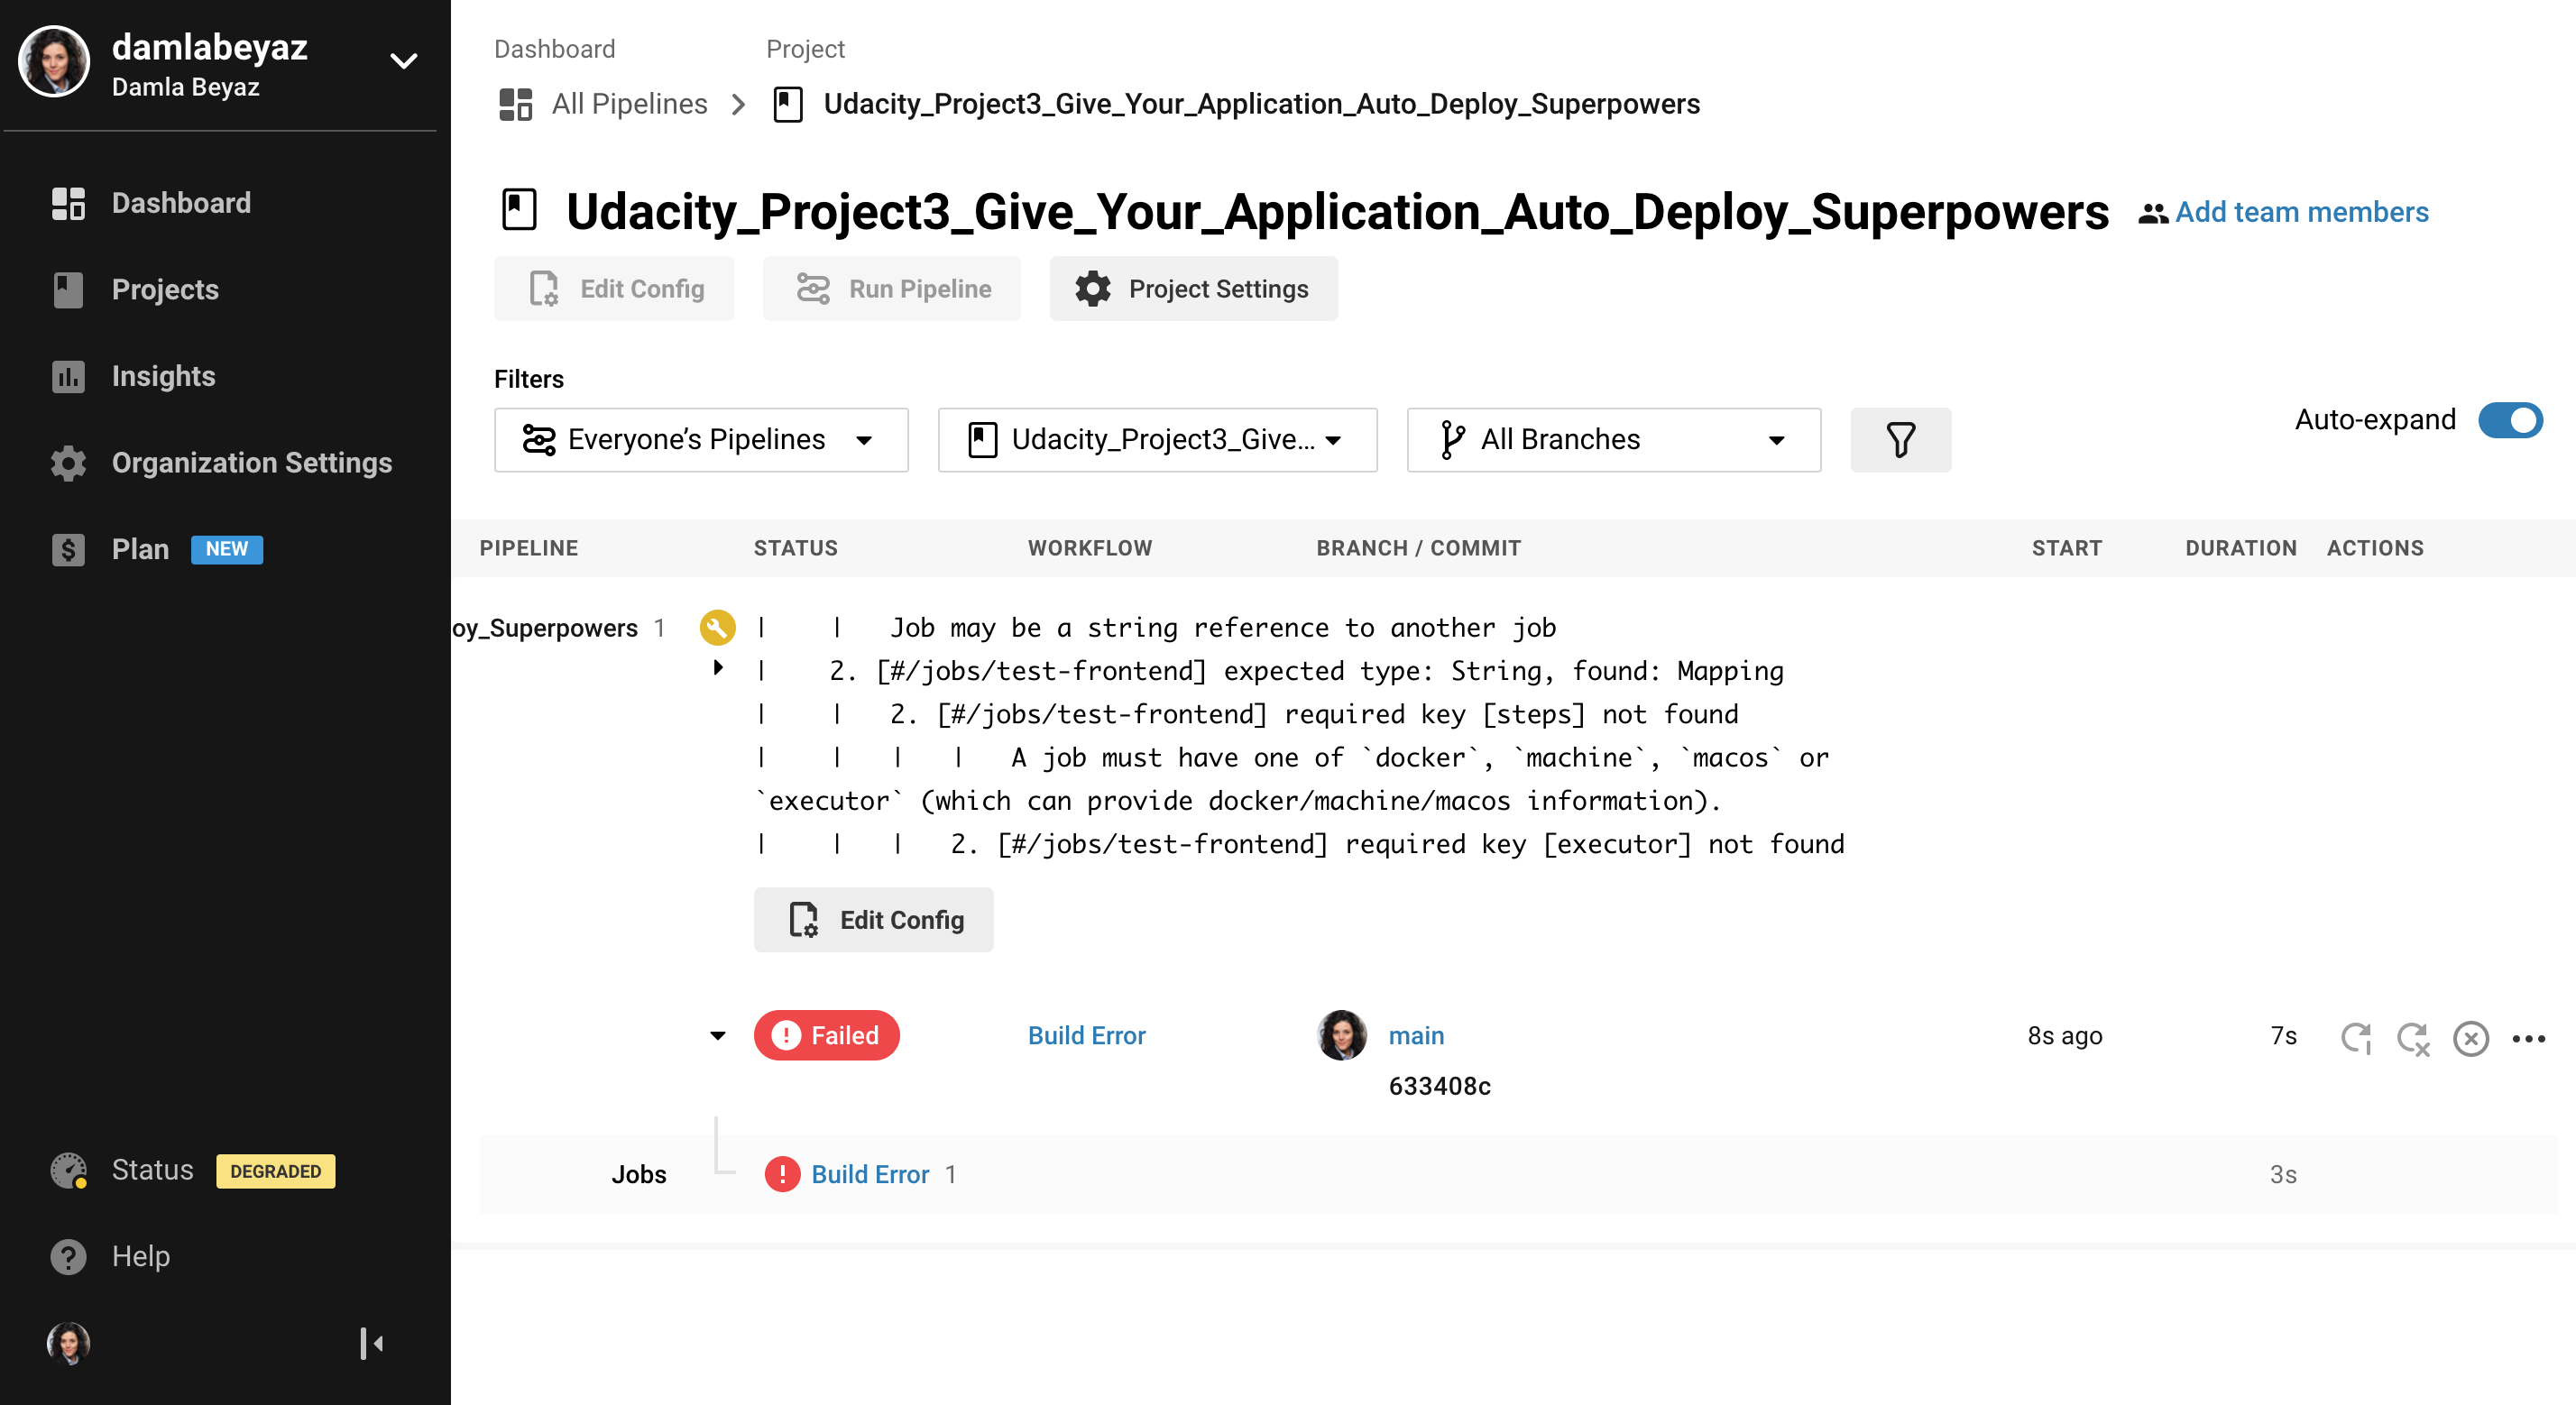 damlabeyaz
Damla Beyaz
Dashboard
Projects
Insights
Organization Settings
Plan NEW
Status DEGRADED
Help
Dashboard Project
All Pipelines Udacity_Project3_Give_Your_Application_Auto_Deploy_Superpowers
Udacity_Project3_Give_Your_Application_Auto_Deploy_Superpowers Add team members
Edit Config Run Pipeline Project Settings
Filters
Everyone’s Pipelines Udacity_Project3_Give... All Branches Auto-expand
PIPELINE STATUS WORKFLOW BRANCH / COMMIT START DURATION ACTIONS
oy_Superpowers 1 | | Job may be a string reference to another job
| 2. [#/jobs/test-frontend] expected type: String, found: Mapping
| | 2. [#/jobs/test-frontend] required key [steps] not found
| | | | A job must have one of `docker`, `machine`, `macos` or
`executor` (which can provide docker/machine/macos information).
| | | 2. [#/jobs/test-frontend] required key [executor] not found
Edit Config
Failed Build Error main 8s ago 7s
633408c
Jobs Build Error 1 3s